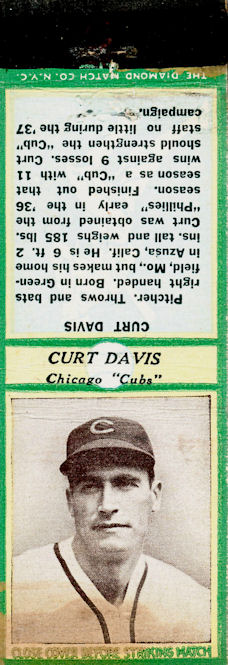 THE DIAMOND MATCH CO. N.Y.C.
CURT DAVIS
Pitcher. Throws and bats
right handed. Born in Green-
field, Mo., but makes his home
in Azusa, Calif. He is 6 ft. 2
ins. tall and weighs 185 lbs.
Curt was obtained from the
"Phillies" early in the '36
season. Finished out that
season as a "Cub" with 11
wins against 9 losses. Curt
should strengthen the "Cub"
staff no little during the '37
campaign.
CURT DAVIS
Chicago "Cubs"
C
CLOSE COVER BEFORE STRIKING MATCH